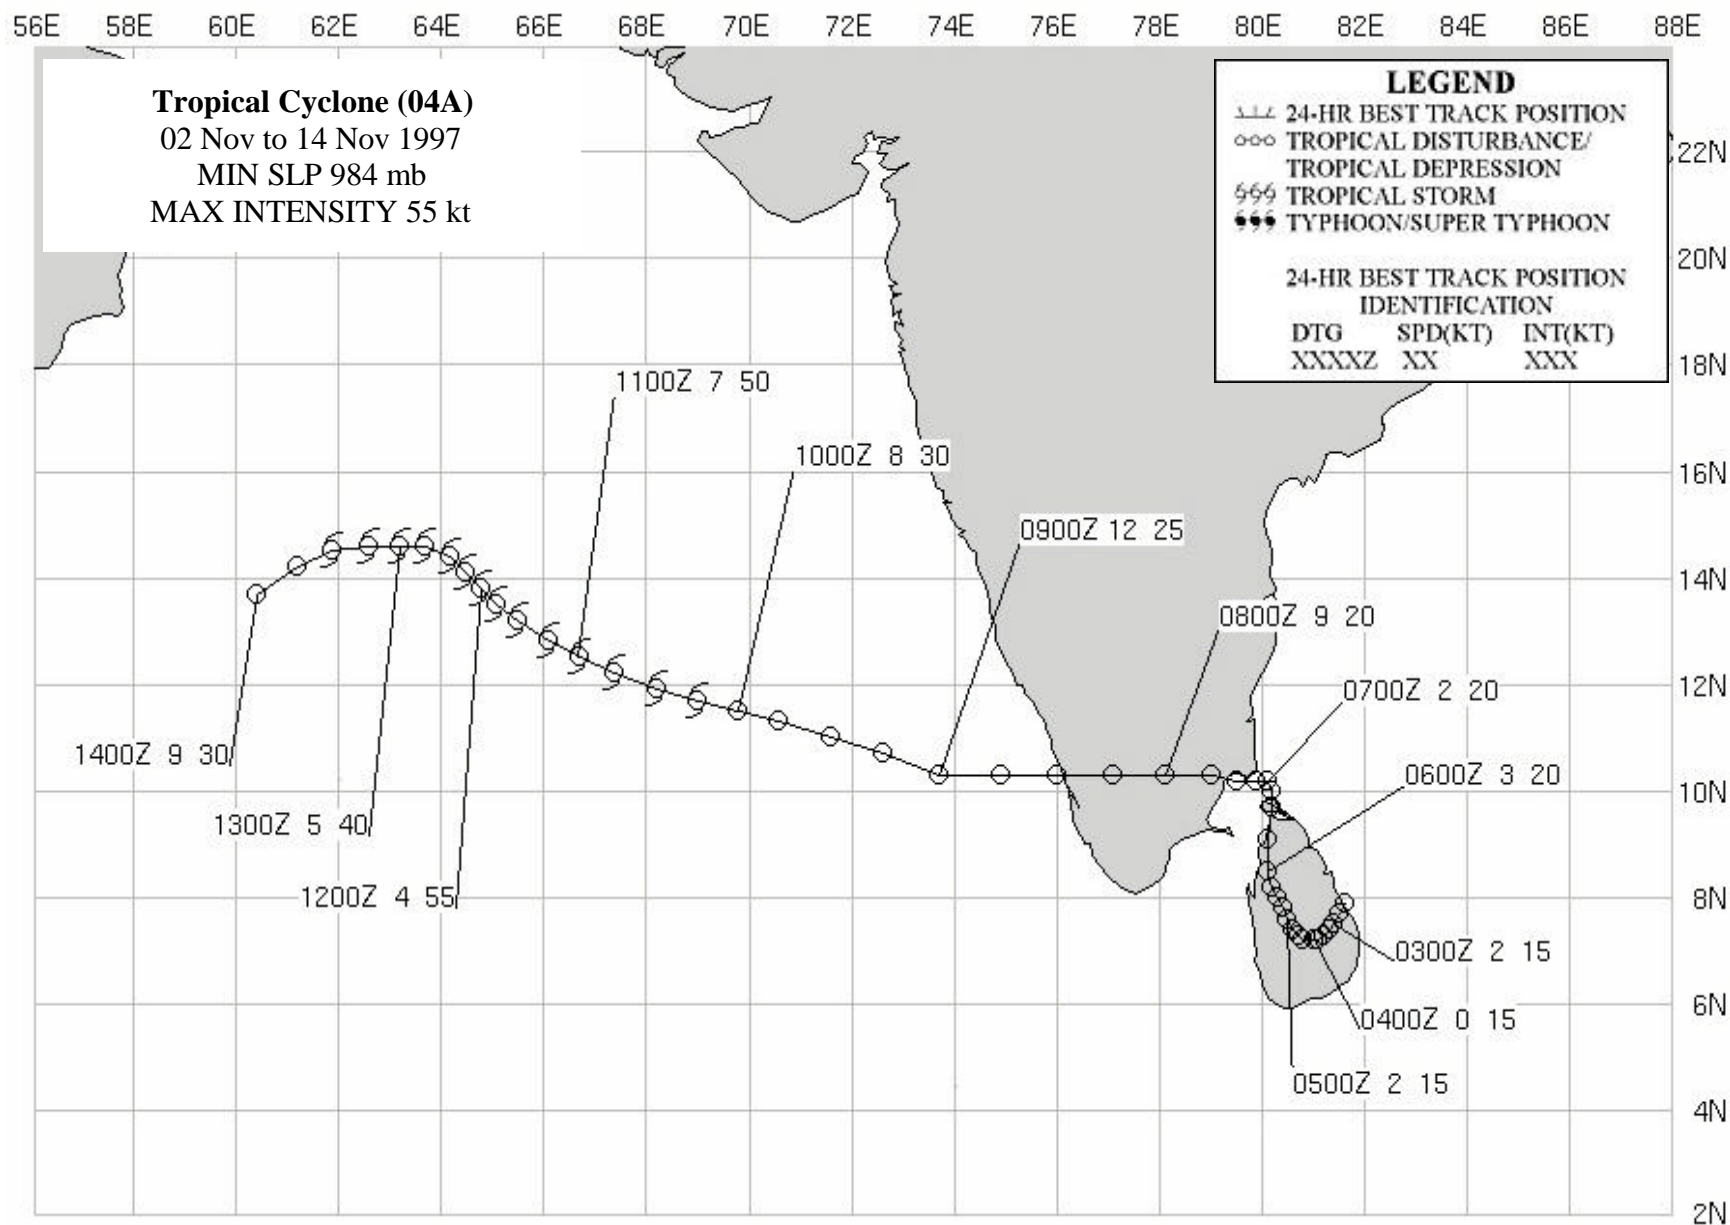 56E 58E 60E 62E 64E 66E 68E 70E 72E 74E 76E 78E 80E 82E 84E 86E 88E
Tropical Cyclone (04A)
02 Nov to 14 Nov 1997
MIN SLP 984 mb
MAX INTENSITY 55 kt
LEGEND
24-HR BEST TRACK POSITION
TROPICAL DISTURBANCE/
TROPICAL DEPRESSION
TROPICAL STORM
TYPHOON/SUPER TYPHOON
24-HR BEST TRACK POSITION
IDENTIFICATION
DTG SPD(KT) INT(KT)
XXXXZ XX XXX
22N
20N
18N
1100Z 7 50
1000Z 8 30
16N
0900Z 12 25
14N
0800Z 9 20
12N
0700Z 2 20
1400Z 9 30
0600Z 3 20
10N
1300Z 5 40
1200Z 4 55
8N
0300Z 2 15
6N
0400Z 0 15
0500Z 2 15
4N
2N